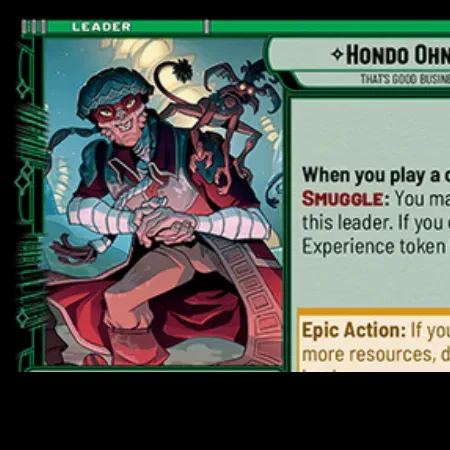 LEADER
HONDO OHN
THAT'S GOOD BUSINE
When you play a c
SMUGGLE: You ma
this leader. If you
Experience token
Epic Action: If you
more resources, d